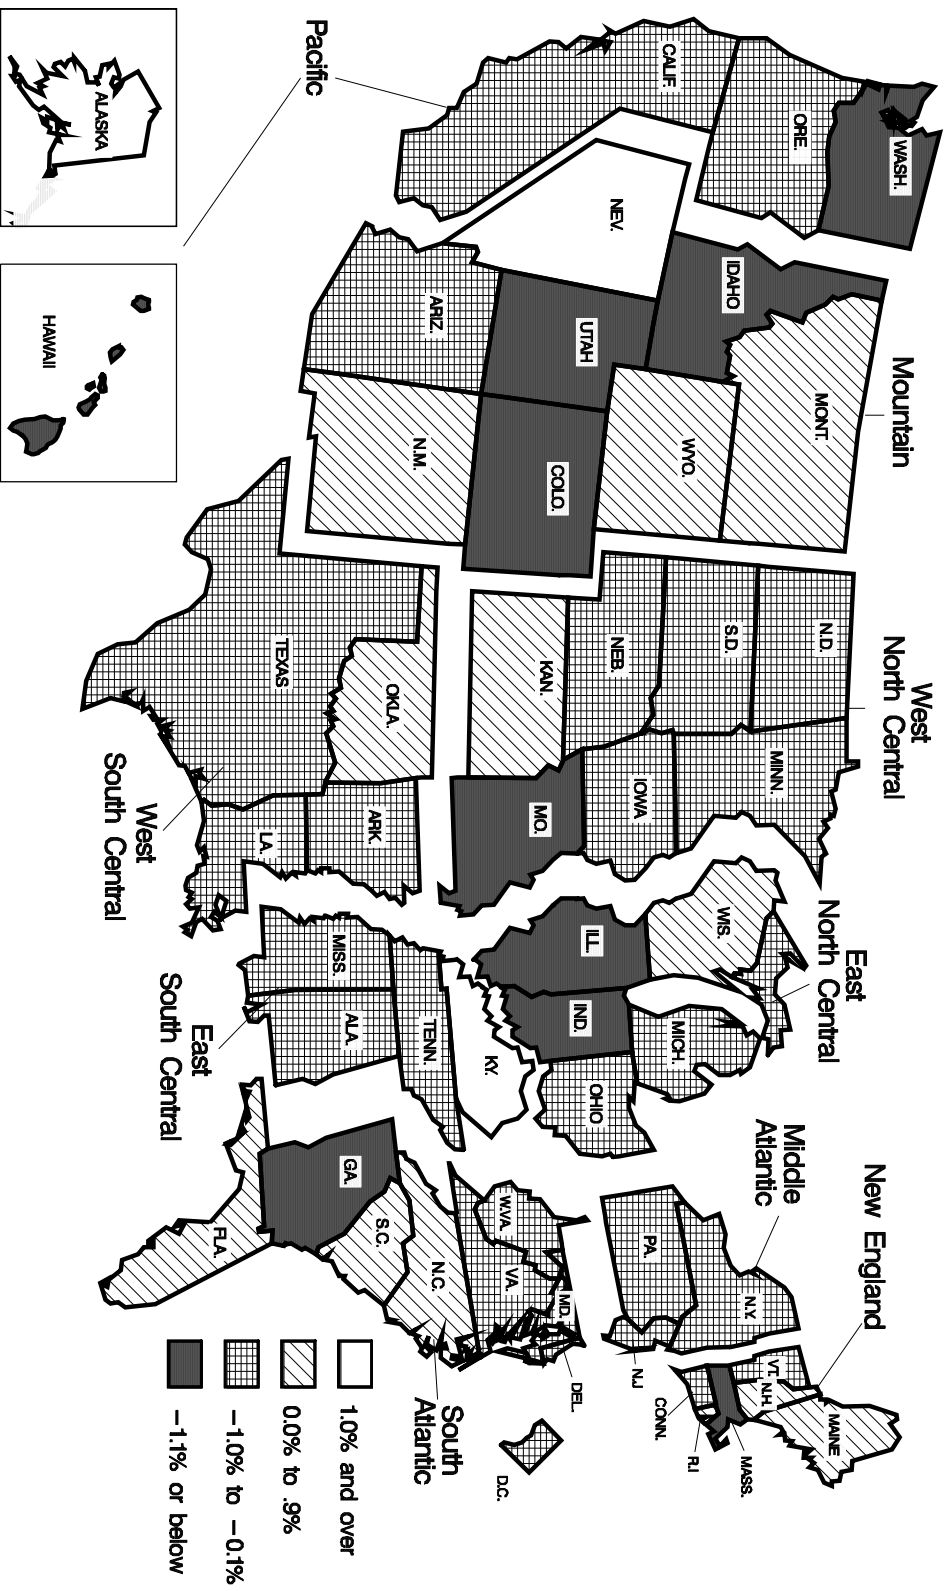 Pacific
Mountain
West
North Central
East
North Central
Middle
Atlantic
New England
West
South Central
East
South Central
South
Atlantic
WASH.
ORE.
CALIF.
NEV.
IDAHO
MONT.
WYO.
UTAH
COLO.
ARIZ.
N.M.
N.D.
S.D.
NEB.
KAN.
MINN.
IOWA
MO.
OKLA.
TEXAS
ARK.
LA.
WIS.
MICH.
ILL.
IND.
OHIO
KY.
TENN.
MISS.
ALA.
N.Y.
PA.
N.J
VT.
N.H.
MAINE
MASS.
CONN.
R.I
W.VA.
VA.
MD.
DEL.
D.C.
N.C.
S.C.
GA.
FLA.
ALASKA
HAWAII
1.0% and over
0.0% to .9%
−1.0% to −0.1%
−1.1% or below